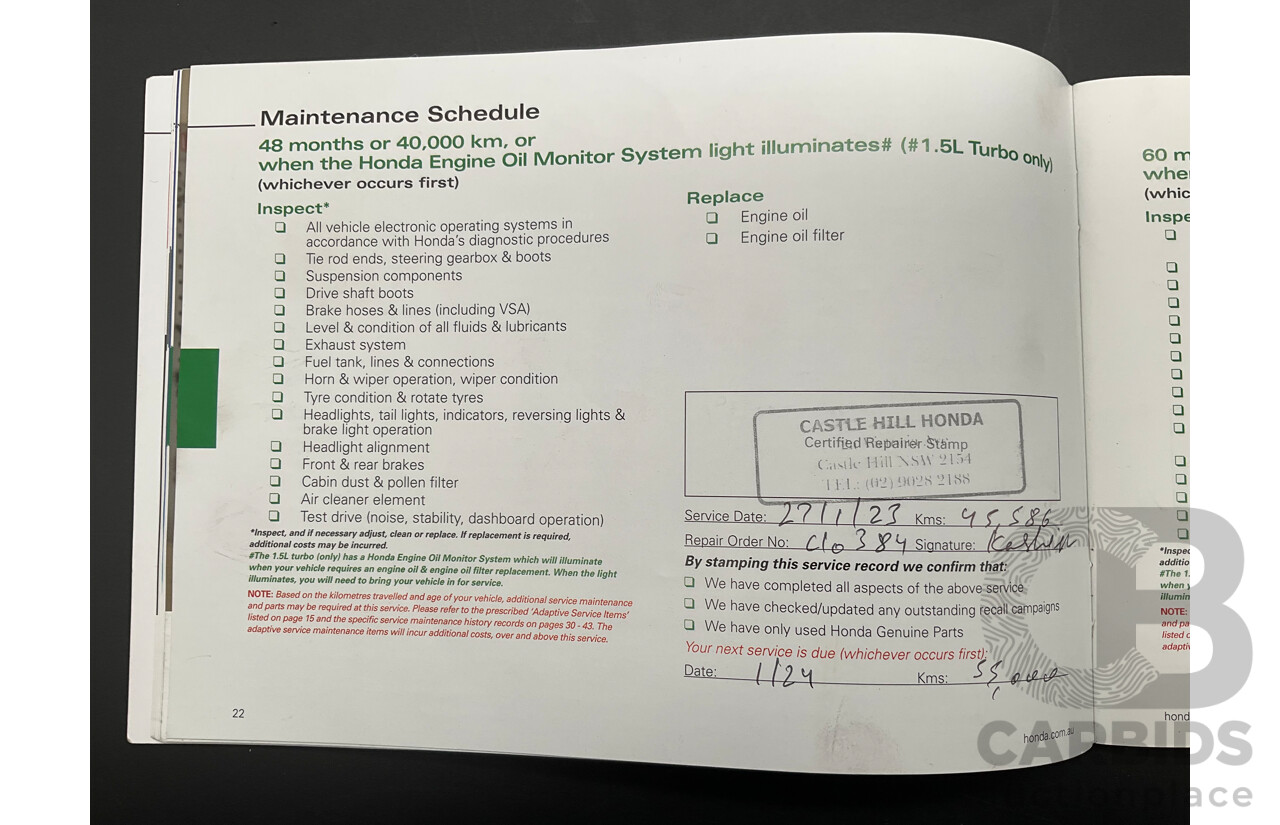 Maintenance Schedule
48 months or 40,000 km, or
when the Honda Engine Oil Monitor System light illuminates# (#1.5L Turbo only)
(whichever occurs first)
Inspect*
❑ All vehicle electronic operating systems in
accordance with Honda's diagnostic procedures
❑ Tie rod ends, steering gearbox & boots
❑ Suspension components
❑ Drive shaft boots
❑ Brake hoses & lines (including VSA)
❑ Level & condition of all fluids & lubricants
❑ Exhaust system
❑ Fuel tank, lines & connections
❑ Horn & wiper operation, wiper condition
❑ Tyre condition & rotate tyres
❑ Headlights, tail lights, indicators, reversing lights &
brake light operation
❑ Headlight alignment
❑ Front & rear brakes
❑ Cabin dust & pollen filter
❑ Air cleaner element
❑ Test drive (noise, stability, dashboard operation)
*Inspect, and if necessary adjust, clean or replace. If replacement is required,
additional costs may be incurred.
#The 1.5L turbo (only) has a Honda Engine Oil Monitor System which will illuminate
when your vehicle requires an engine oil & engine oil filter replacement. When the light
illuminates, you will need to bring your vehicle in for service.
NOTE: Based on the kilometres travelled and age of your vehicle, additional service maintenance
and parts may be required at this service. Please refer to the prescribed 'Adaptive Service Items'
listed on page 15 and the specific service maintenance history records on pages 30 - 43. The
adaptive service maintenance items will incur additional costs, over and above this service.
22
Replace
❑ Engine oil
❑ Engine oil filter
CASTLE HILL HONDA
Certified Repairer Stamp
Castle Hill NSW 2154
TEL: (02) 9028 2188
Service Date: 27/1/23 Kms: 45,586
Repair Order No: Signature:
By stamping this service record we confirm that:
❑ We have completed all aspects of the above service
❑ We have checked/updated any outstanding recall campaigns
❑ We have only used Honda Genuine Parts
Your next service is due (whichever occurs first):
Date: 1/24 Kms: 55,000
honda.com.au
60 m
whe
(whic
Inspe
*Inspec
additio
#The 1.
when y
illumin
NOTE:
and pa
listed o
adaptiv
hond
CARBIDS